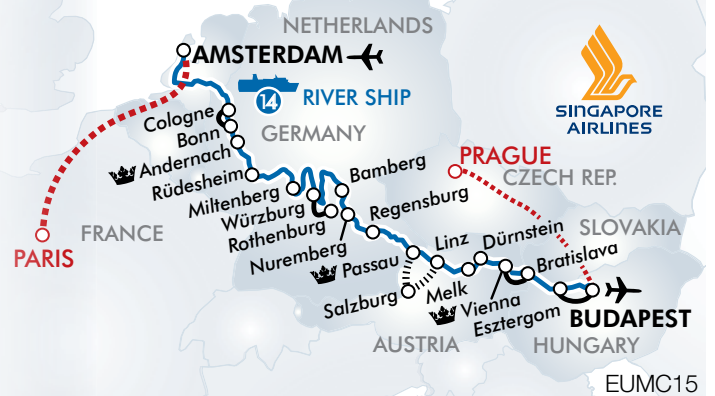 NETHERLANDS
AMSTERDAM
14
RIVER SHIP
SINGAPORE
AIRLINES
Cologne
Bonn
GERMANY
Andernach
Rüdesheim
Bamberg
PRAGUE
CZECH REP.
Miltenberg
Würzburg
Rothenburg
Regensburg
Nuremberg
FRANCE
PARIS
SLOVAKIA
Dürnstein
Linz
Passau
Bratislava
Salzburg
Melk
Vienna
Esztergom
BUDAPEST
AUSTRIA
HUNGARY
EUMC15